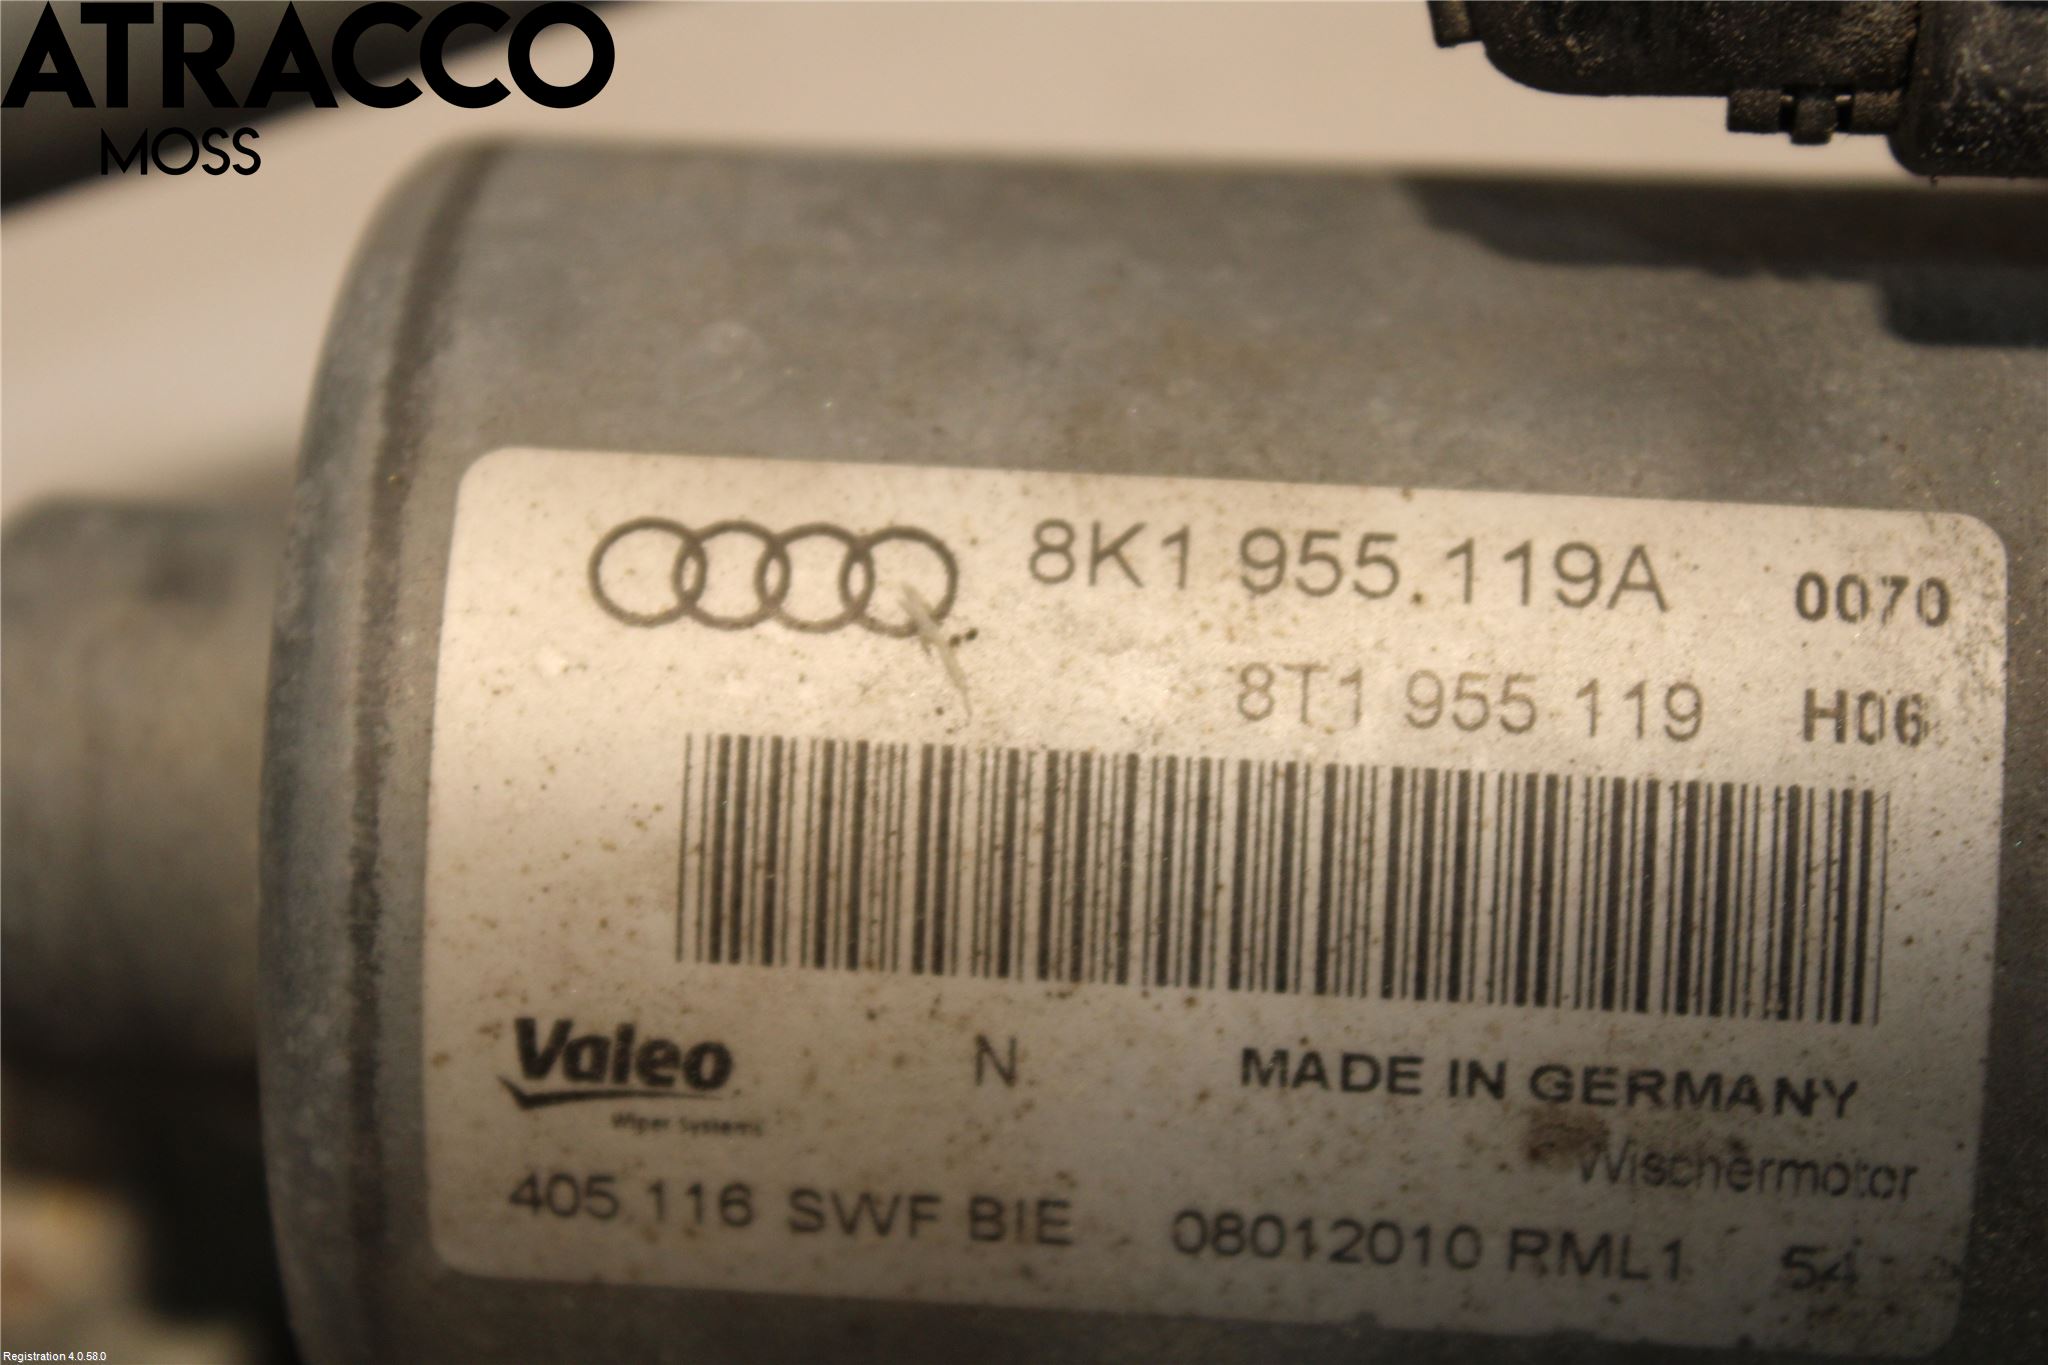 ATRACCO
MOSS
8K1 955 119A 0070
8T1 955 119 H06
Valeo N MADE IN GERMANY
Wiper Systems
Wischermotor
405 116 SWF BIE 08012010 RML1 54
Registration 4.0.58.0